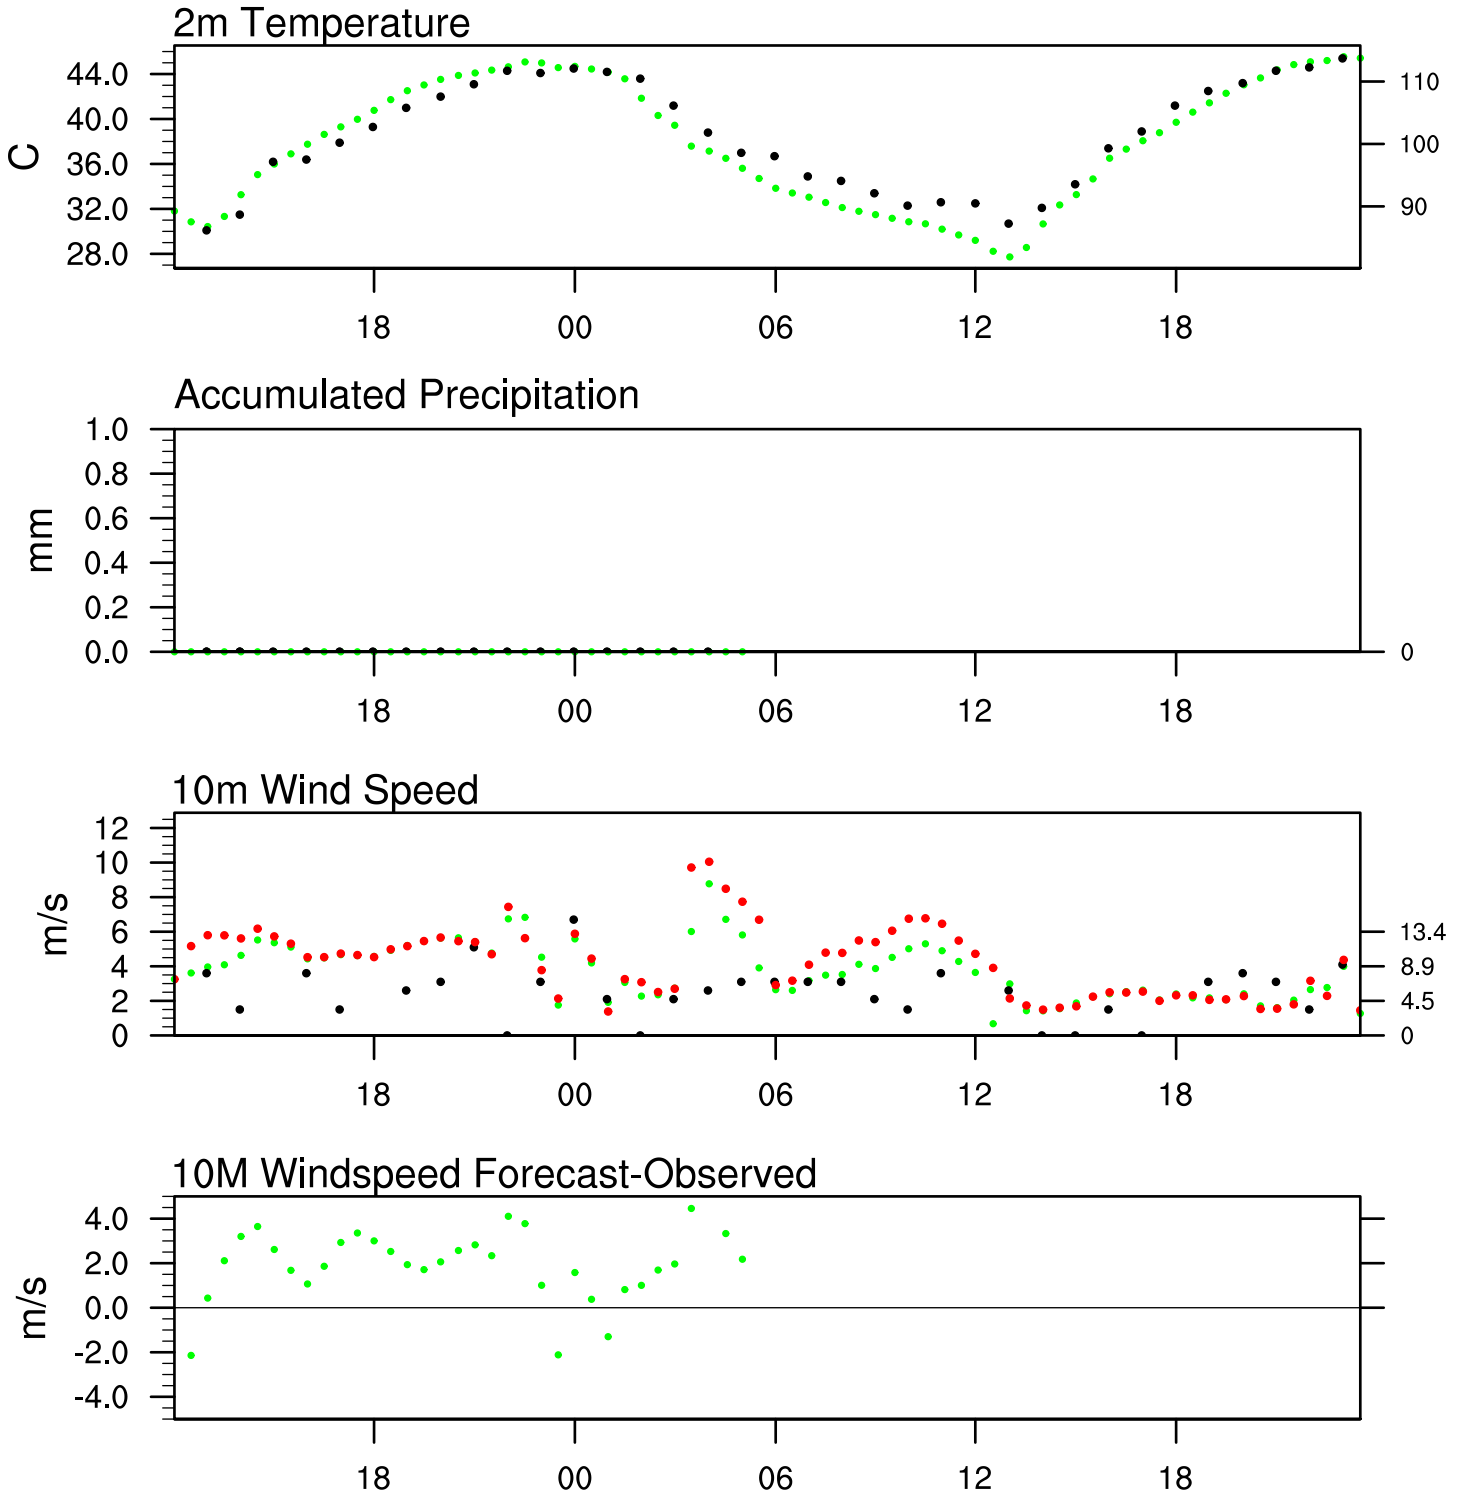 2m Temperature
44.0
40.0
36.0
32.0
28.0
C
110
100
90
18 00 06 12 18
Accumulated Precipitation
1.0
0.8
0.6
0.4
0.2
0.0
mm
0
18 00 06 12 18
10m Wind Speed
12
10
8
6
4
2
0
m/s
13.4
8.9
4.5
0
18 00 06 12 18
10M Windspeed Forecast-Observed
4.0
2.0
0.0
-2.0
-4.0
m/s
18 00 06 12 18